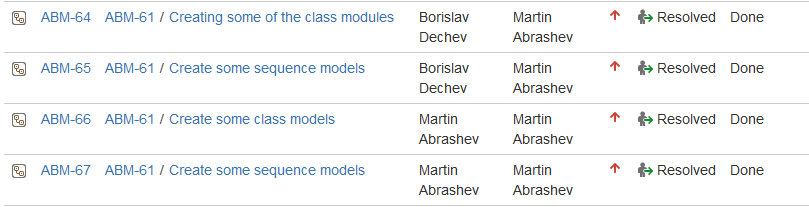 ABM-64 ABM-61 / Creating some of the class modules Borislav Dechev Martin Abrashev Resolved Done
ABM-65 ABM-61 / Create some sequence models Borislav Dechev Martin Abrashev Resolved Done
ABM-66 ABM-61 / Create some class models Martin Abrashev Martin Abrashev Resolved Done
ABM-67 ABM-61 / Create some sequence models Martin Abrashev Martin Abrashev Resolved Done